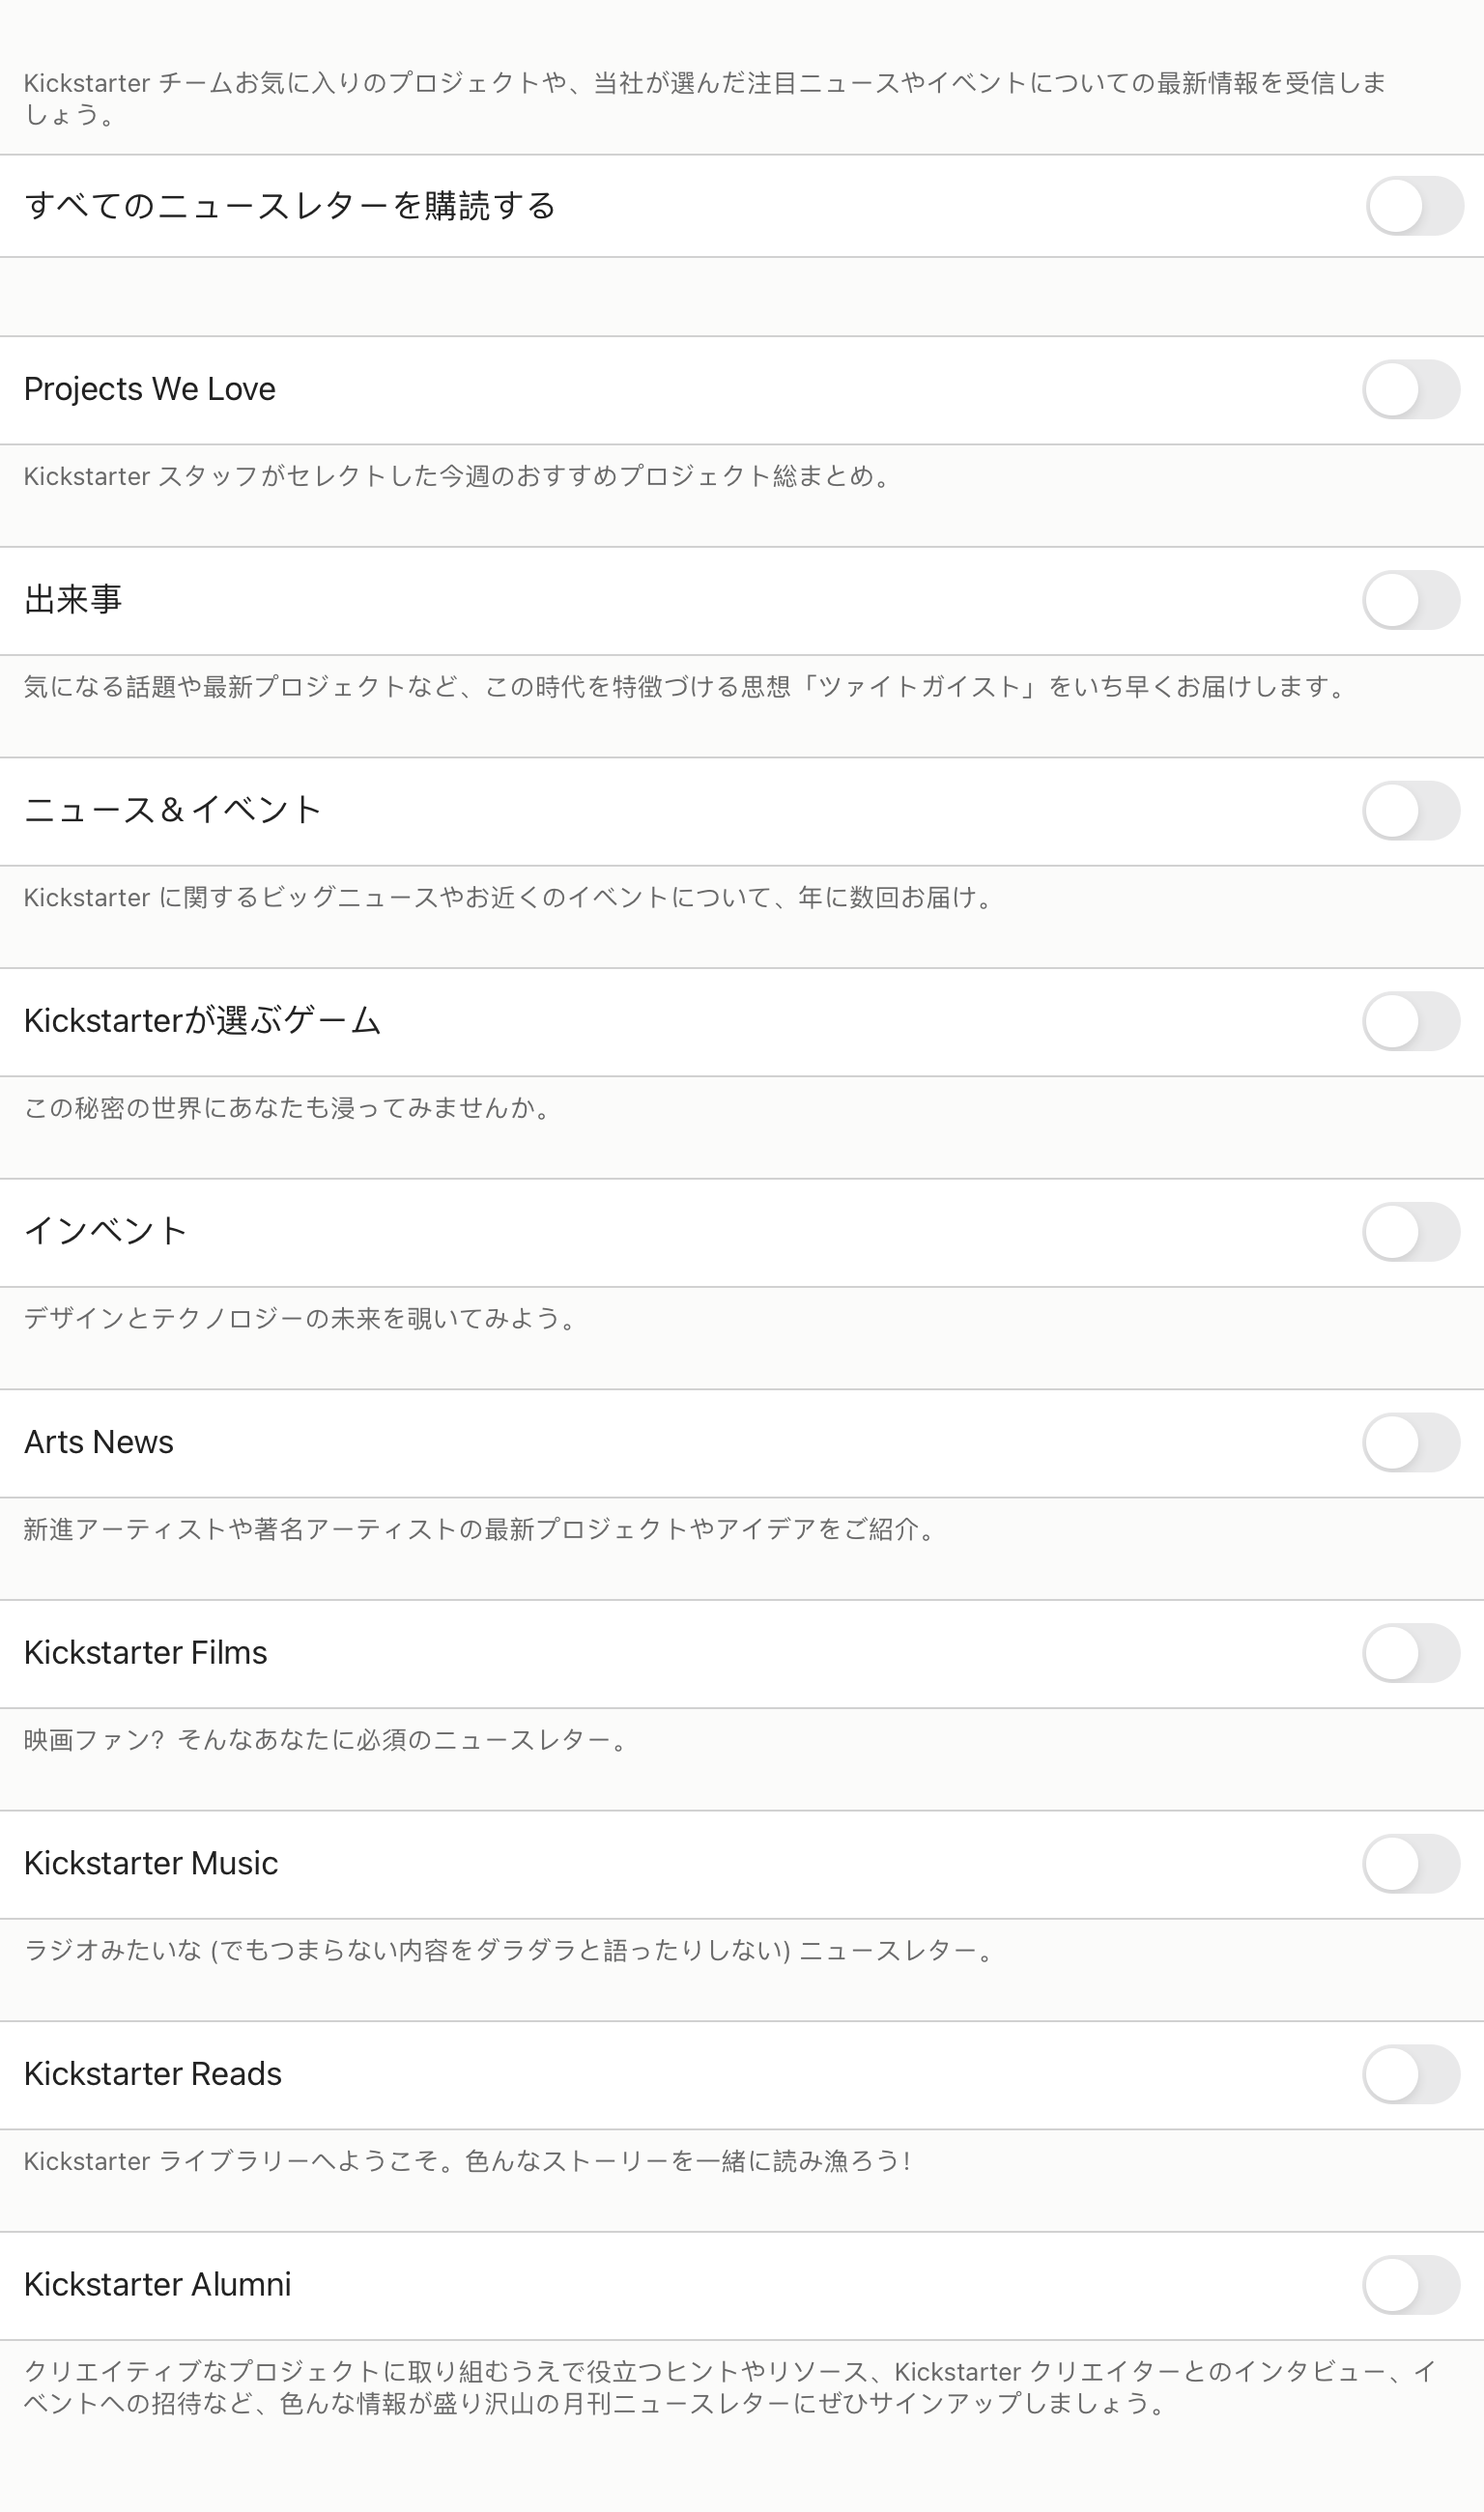 Kickstarter チームお気に入りのプロジェクトや、当社が選んだ注目ニュースやイベントについての最新情報を受信しま
しょう。
すべてのニュースレターを購読する
Projects We Love
Kickstarter スタッフがセレクトした今週のおすすめプロジェクト総まとめ。
出来事
気になる話題や最新プロジェクトなど、この時代を特徴づける思想「ツァイトガイスト」をいち早くお届けします。
ニュース＆イベント
Kickstarter に関するビッグニュースやお近くのイベントについて、年に数回お届け。
Kickstarterが選ぶゲーム
この秘密の世界にあなたも浸ってみませんか。
インベント
デザインとテクノロジーの未来を覗いてみよう。
Arts News
新進アーティストや著名アーティストの最新プロジェクトやアイデアをご紹介。
Kickstarter Films
映画ファン？そんなあなたに必須のニュースレター。
Kickstarter Music
ラジオみたいな (でもつまらない内容をダラダラと語ったりしない) ニュースレター。
Kickstarter Reads
Kickstarter ライブラリーへようこそ。色んなストーリーを一緒に読み漁ろう！
Kickstarter Alumni
クリエイティブなプロジェクトに取り組むうえで役立つヒントやリソース、Kickstarter クリエイターとのインタビュー、イ
ベントへの招待など、色んな情報が盛り沢山の月刊ニュースレターにぜひサインアップしましょう。